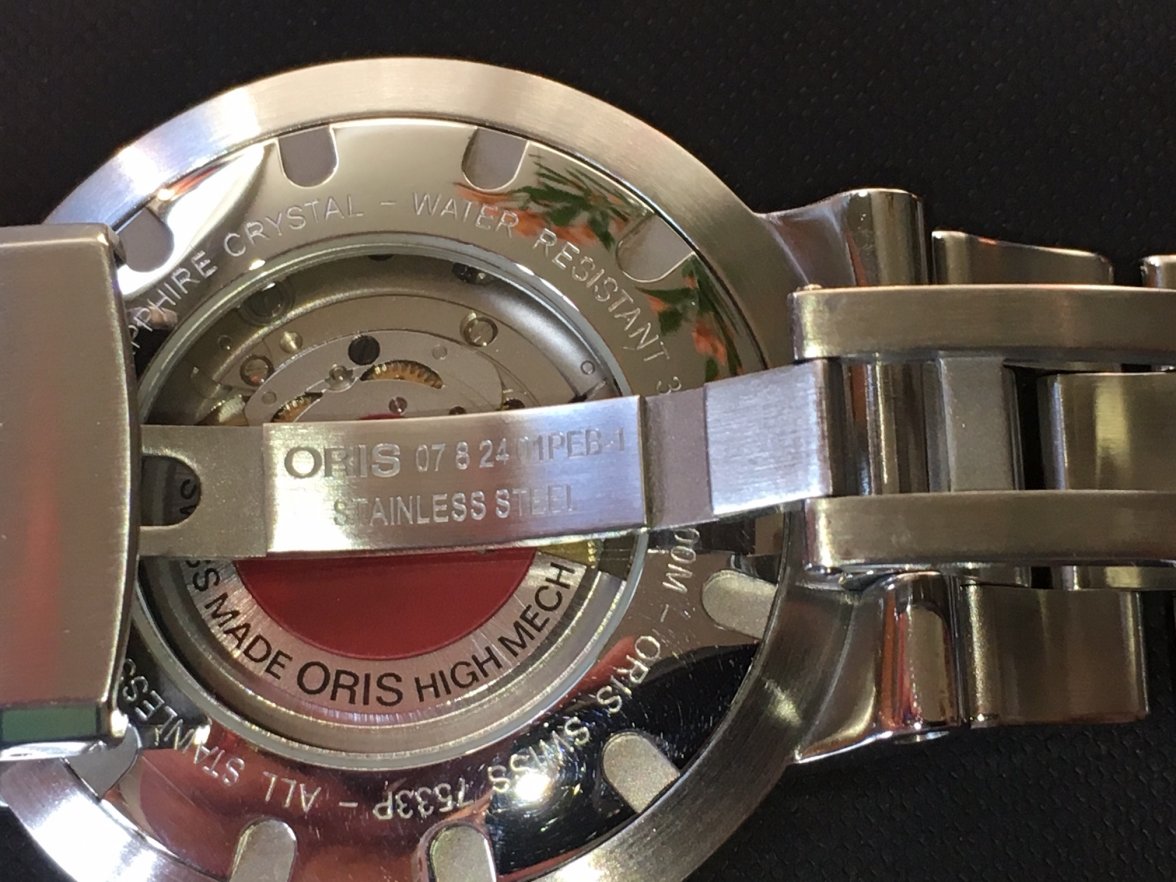 CRYSTAL – WATER RESISTANT
ORIS 07 8 24 01PEB-1
STAINLESS STEEL
MADE ORIS HIGH MECH
00M – ORIS SWISS 7533P – ALL STAINLESS